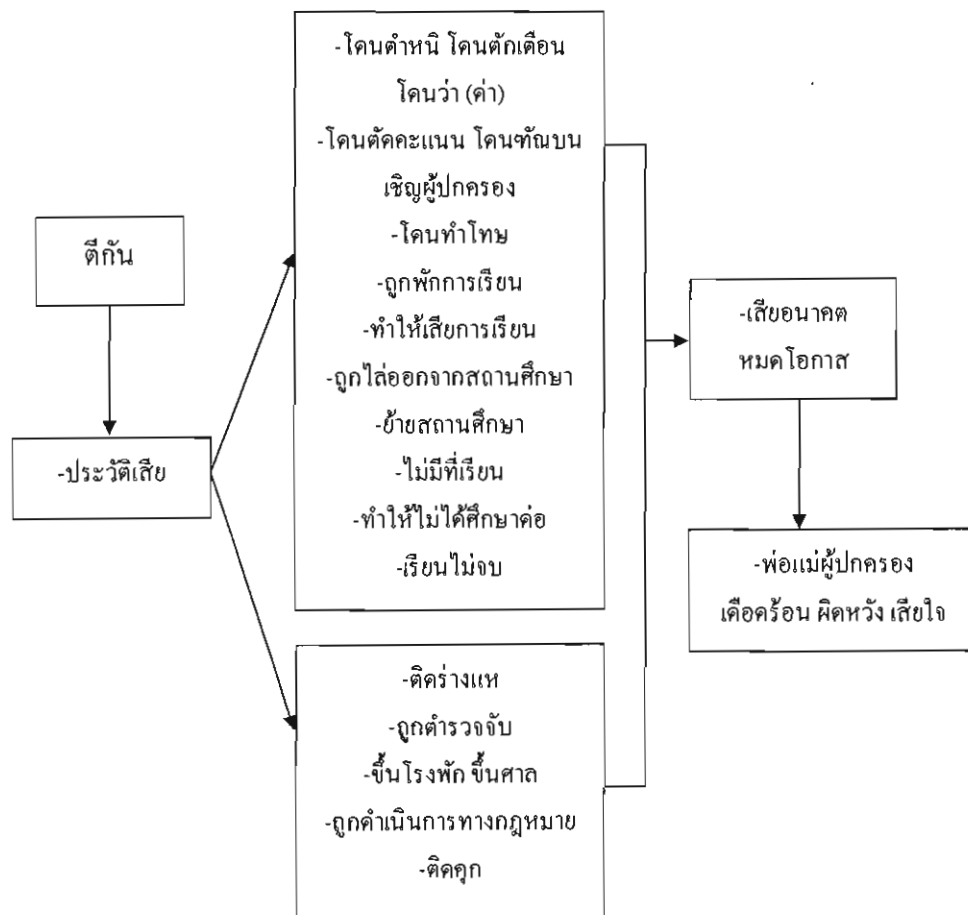 ตีกัน
-ประวัติเสีย
-โดนตำหนิ โดนตักเตือน
โดนว่า (ด่า)
-โดนตัดคะแนน โดนทัณบน
เชิญผู้ปกครอง
-โดนทำโทษ
-ถูกพักการเรียน
-ทำให้เสียการเรียน
-ถูกไล่ออกจากสถานศึกษา
-ย้ายสถานศึกษา
-ไม่มีที่เรียน
-ทำให้ไม่ได้ศึกษาต่อ
-เรียนไม่จบ
-ติดร่างแห
-ถูกตำรวจจับ
-ขึ้นโรงพัก ขึ้นศาล
-ถูกดำเนินการทางกฎหมาย
-ติดคุก
-เสียอนาคต
หมดโอกาส
-พ่อแม่ผู้ปกครอง
เดือดร้อน ผิดหวัง เสียใจ